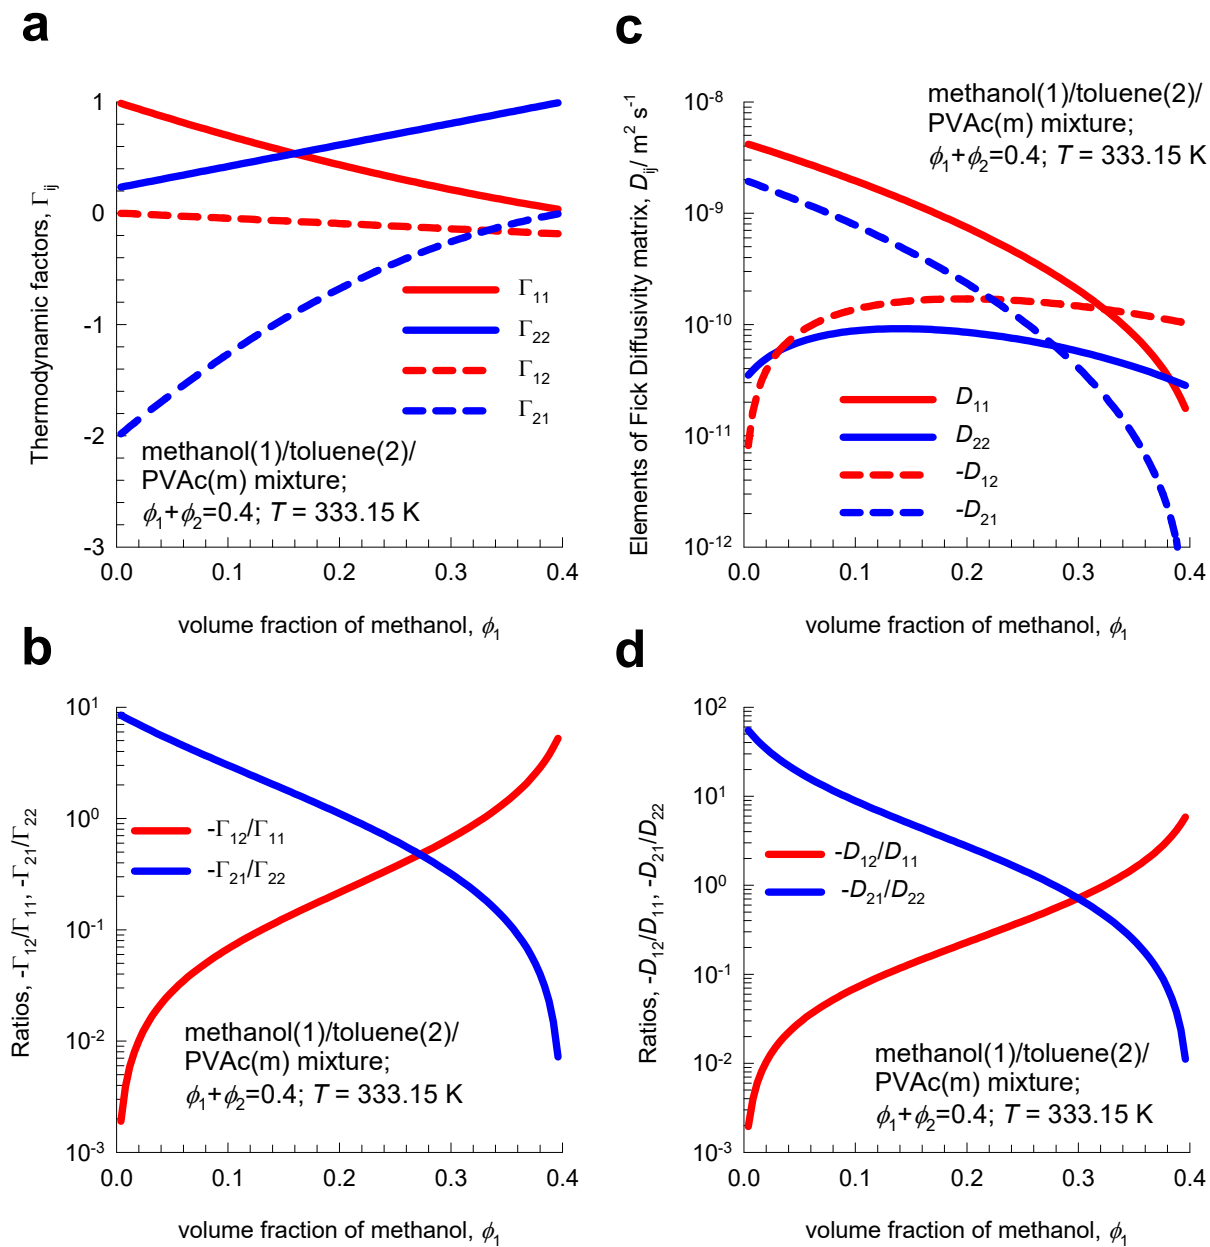 a
1
0
-1
-2
-3
Thermodynamic factors, Γij
Γ11
Γ22
Γ12
Γ21
methanol(1)/toluene(2)/
PVAc(m) mixture;
ϕ1+ϕ2=0.4; T = 333.15 K
0.0 0.1 0.2 0.3 0.4
volume fraction of methanol, ϕ1
c
methanol(1)/toluene(2)/
PVAc(m) mixture;
ϕ1+ϕ2=0.4; T = 333.15 K
10-8
10-9
10-10
10-11
10-12
Elements of Fick Diffusivity matrix, Dij/ m2 s-1
D11
D22
-D12
-D21
0.0 0.1 0.2 0.3 0.4
volume fraction of methanol, ϕ1
b
101
100
10-1
10-2
10-3
Ratios, -Γ12/Γ11, -Γ21/Γ22
-Γ12/Γ11
-Γ21/Γ22
methanol(1)/toluene(2)/
PVAc(m) mixture;
ϕ1+ϕ2=0.4; T = 333.15 K
0.0 0.1 0.2 0.3 0.4
volume fraction of methanol, ϕ1
d
102
101
100
10-1
10-2
10-3
Ratios, -D12/D11, -D21/D22
-D12/D11
-D21/D22
methanol(1)/toluene(2)/
PVAc(m) mixture;
ϕ1+ϕ2=0.4; T = 333.15 K
0.0 0.1 0.2 0.3 0.4
volume fraction of methanol, ϕ1